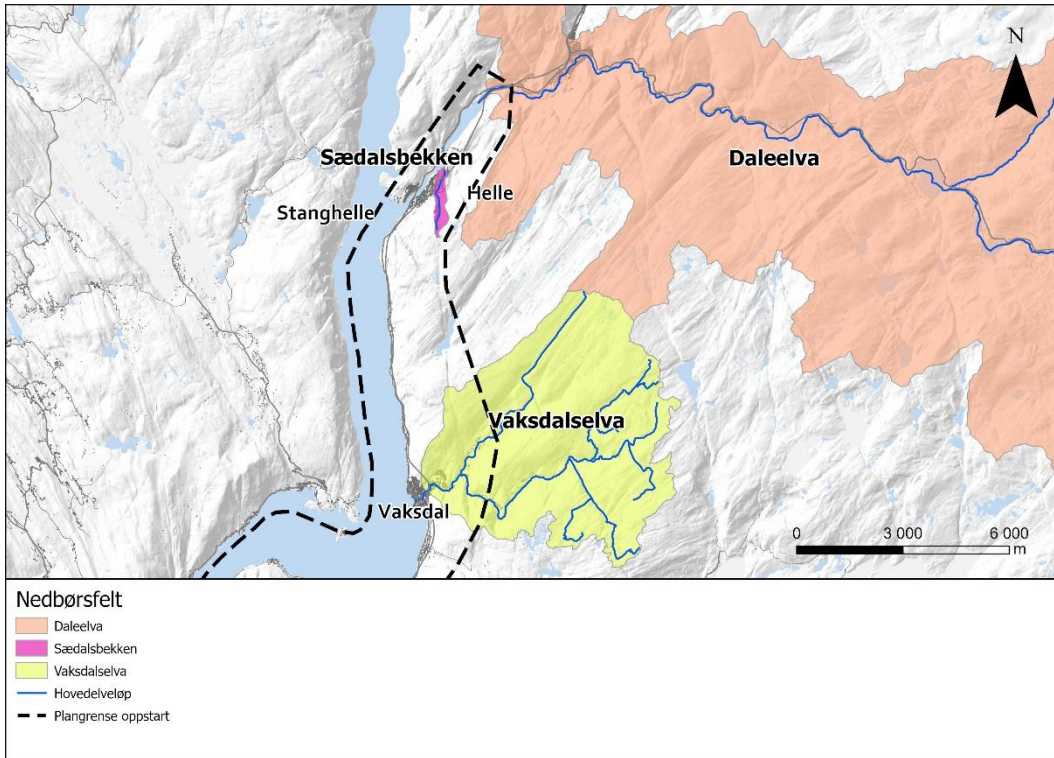 N
Sædalsbekken
Daleelva
Helle
Stanghelle
Vaksdalselva
Vaksdal
0 3 000 6 000
m
Nedbørsfelt
Daleelva
Sædalsbekken
Vaksdalselva
Hovedelveløp
Plangrense oppstart